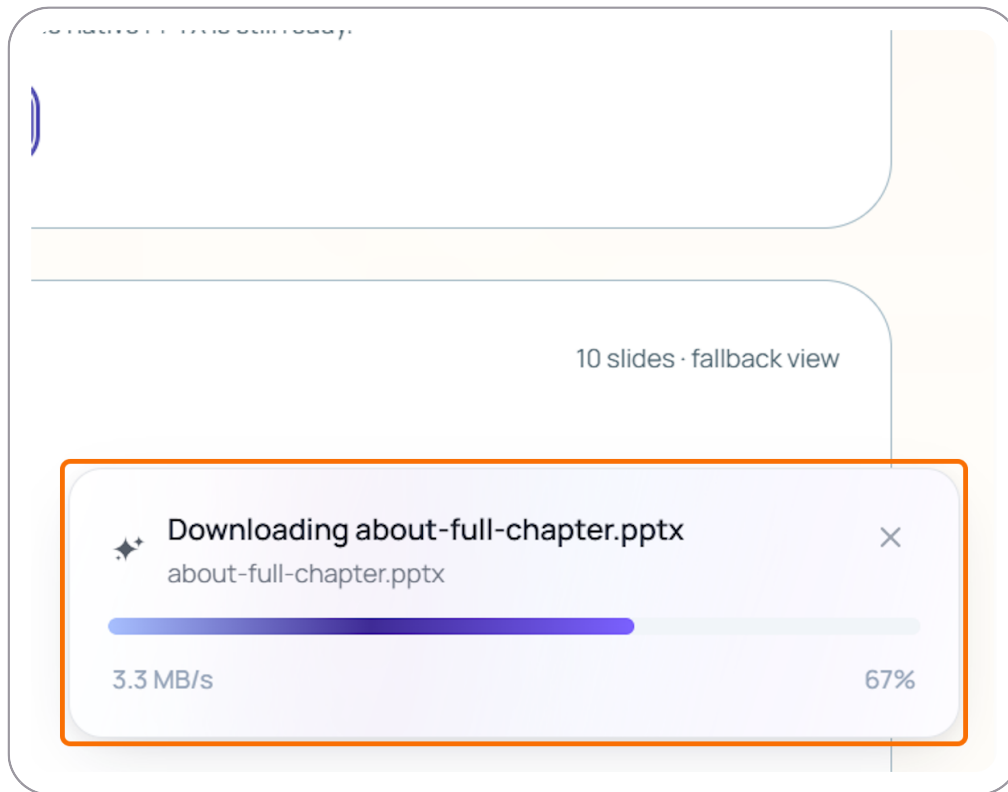 10 slides · fallback view
Downloading about-full-chapter.pptx
about-full-chapter.pptx
3.3 MB/s
67%